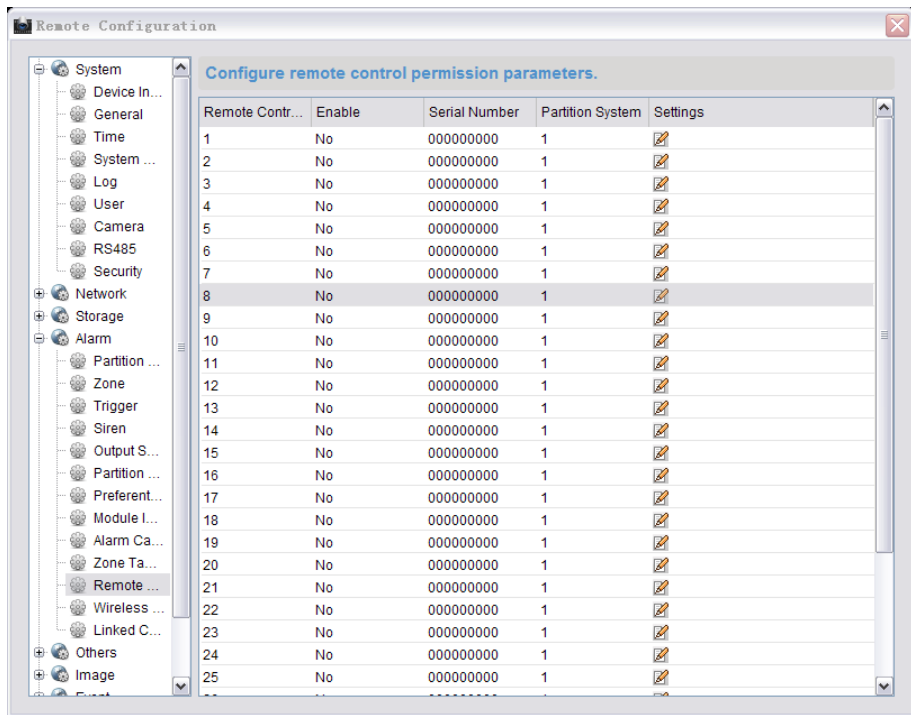 Remote Configuration
System
Device In...
General
Time
System ...
Log
User
Camera
RS485
Security
Network
Storage
Alarm
Partition ...
Zone
Trigger
Siren
Output S...
Partition ...
Preferent...
Module I...
Alarm Ca...
Zone Ta...
Remote ...
Wireless ...
Linked C...
Others
Image
Configure remote control permission parameters.
Remote Contr... Enable Serial Number Partition System Settings
1 No 000000000 1
2 No 000000000 1
3 No 000000000 1
4 No 000000000 1
5 No 000000000 1
6 No 000000000 1
7 No 000000000 1
8 No 000000000 1
9 No 000000000 1
10 No 000000000 1
11 No 000000000 1
12 No 000000000 1
13 No 000000000 1
14 No 000000000 1
15 No 000000000 1
16 No 000000000 1
17 No 000000000 1
18 No 000000000 1
19 No 000000000 1
20 No 000000000 1
21 No 000000000 1
22 No 000000000 1
23 No 000000000 1
24 No 000000000 1
25 No 000000000 1